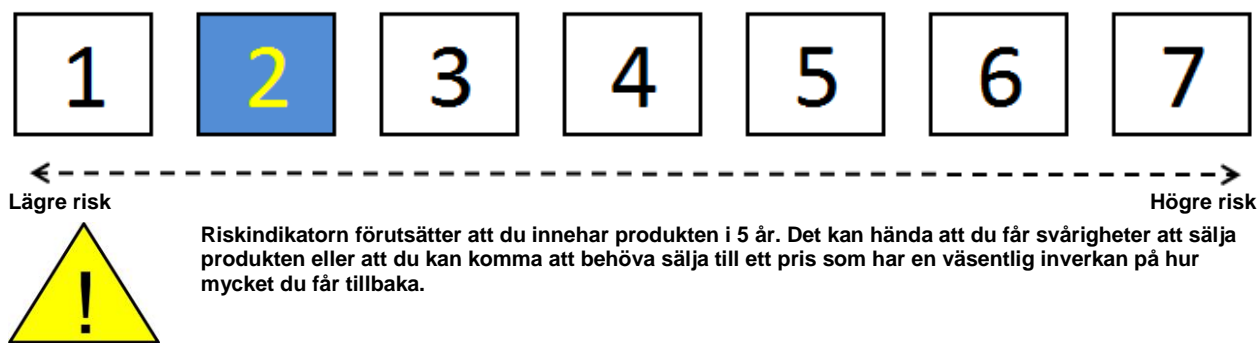 1 2 3 4 5 6 7
Lägre risk Högre risk
! Riskindikatorn förutsätter att du innehar produkten i 5 år. Det kan hända att du får svårigheter att sälja
produkten eller att du kan komma att behöva sälja till ett pris som har en väsentlig inverkan på hur
mycket du får tillbaka.